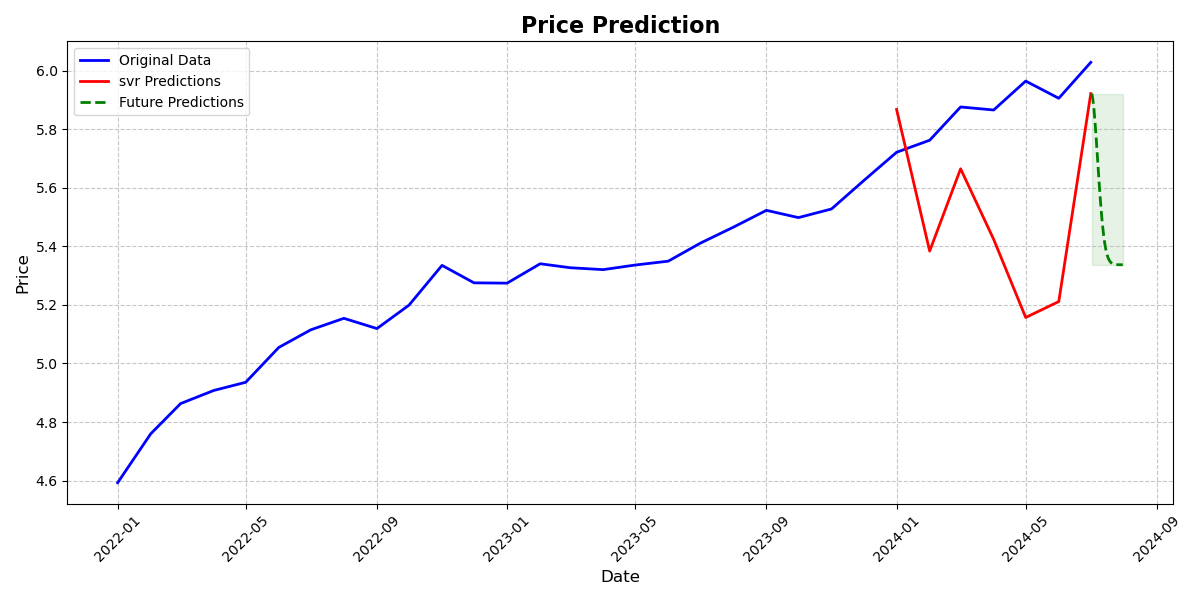 Price Prediction
Original Data
svr Predictions
Future Predictions
Price
6.0
5.8
5.6
5.4
5.2
5.0
4.8
4.6
2022-01
2022-05
2022-09
2023-01
2023-05
2023-09
2024-01
2024-05
2024-09
Date